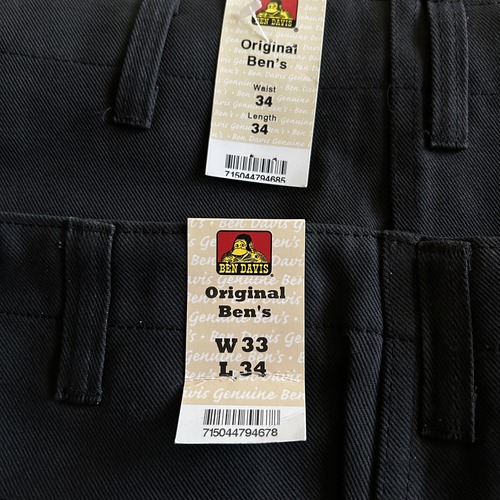 BEN DAVIS
Original
Ben's
Waist
34
Length
34
715044794685
BEN DAVIS
Original
Ben's
W 33
L 34
715044794678